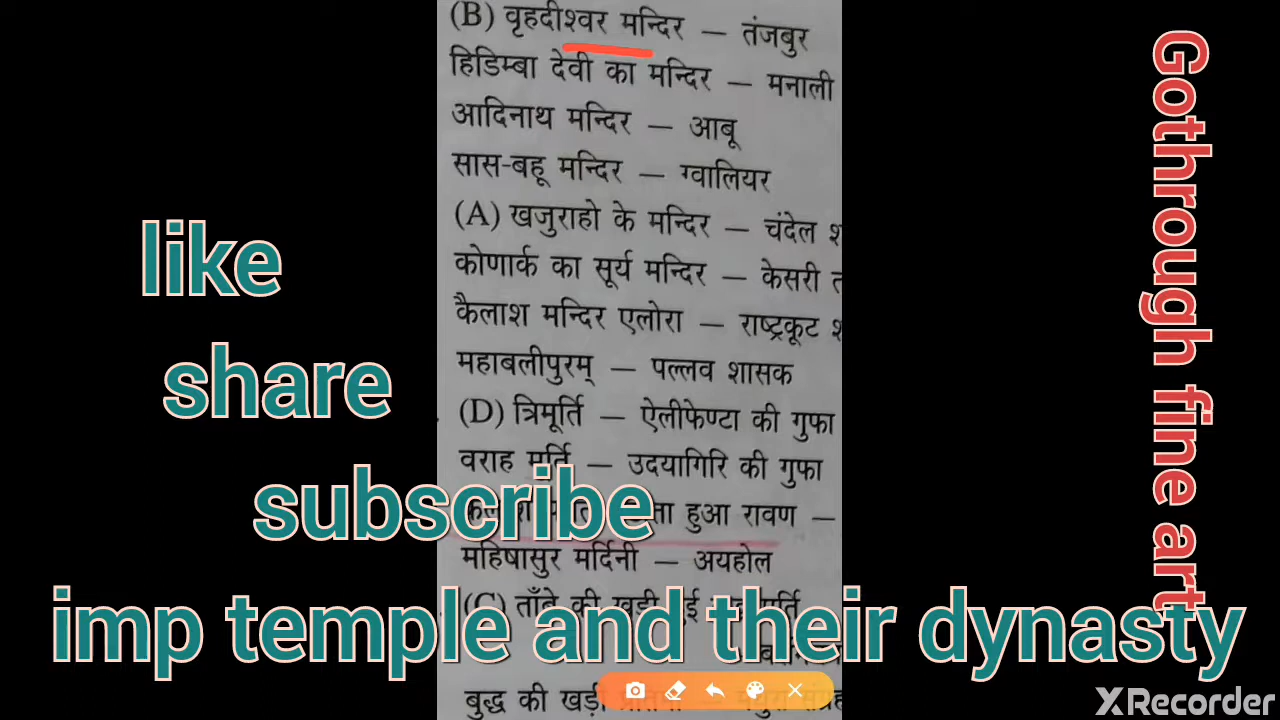 (B) वृहदीश्वर मन्दिर — तंजबुर
हिडिम्बा देवी का मन्दिर — मनाली
आदिनाथ मन्दिर — आबू
सास-बहू मन्दिर — ग्वालियर
(A) खजुराहो के मन्दिर — चंदेल
कोणार्क का सूर्य मन्दिर — केसरी
कैलाश मन्दिर एलोरा — राष्ट्रकूट
महाबलीपुरम् — पल्लव शासक
(D) त्रिमूर्ति — ऐलीफेण्टा की गुफा
वराह मूर्ति — उदयागिरि की गुफा
हुआ रावण —
महिषासुर मर्दिनी — अयहोल
(C) ताँबे की खड़ी
बुद्ध की खड़ी
like
share
subscribe
imp temple and their dynasty
Gothrough fine art
XRecorder